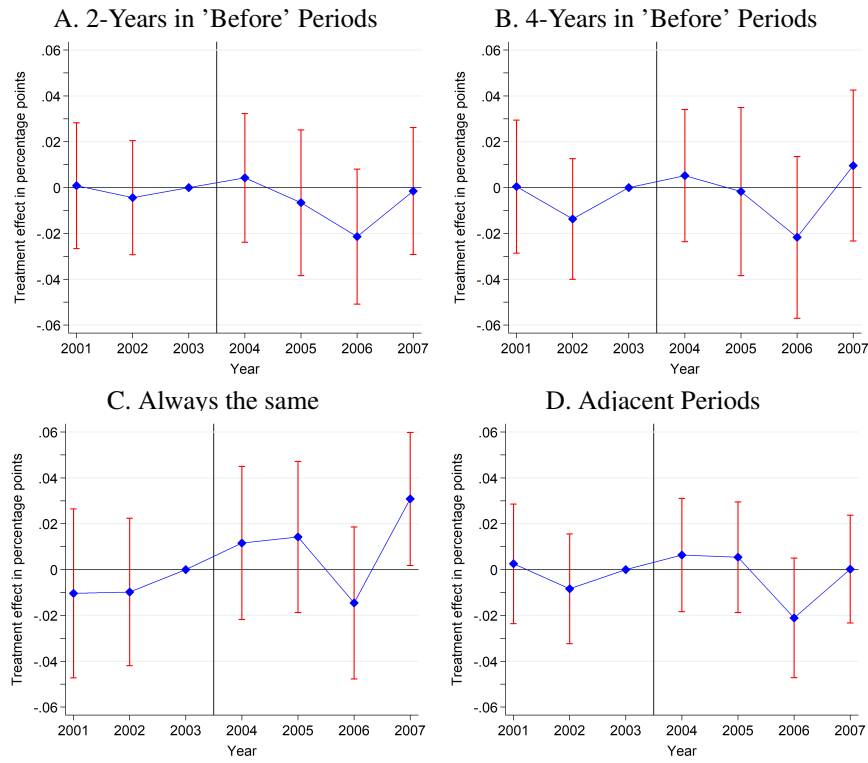 A. 2-Years in ’Before’ Periods
Treatment effect in percentage points
.06
.04
.02
0
-.02
-.04
-.06
2001 2002 2003 2004 2005 2006 2007
Year
B. 4-Years in ’Before’ Periods
Treatment effect in percentage points
.06
.04
.02
0
-.02
-.04
-.06
2001 2002 2003 2004 2005 2006 2007
Year
C. Always the same
Treatment effect in percentage points
.06
.04
.02
0
-.02
-.04
-.06
2001 2002 2003 2004 2005 2006 2007
Year
D. Adjacent Periods
Treatment effect in percentage points
.06
.04
.02
0
-.02
-.04
-.06
2001 2002 2003 2004 2005 2006 2007
Year